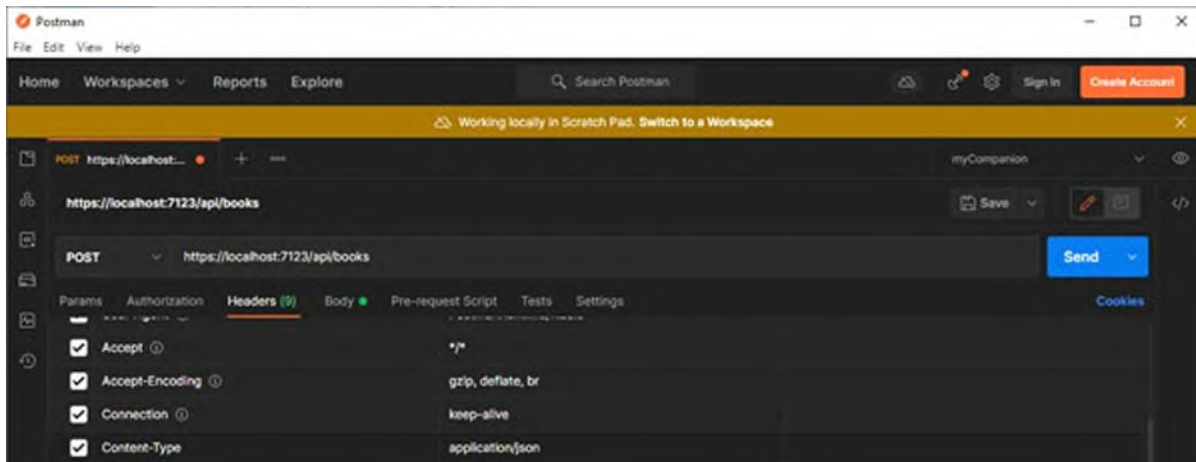 Postman
File Edit View Help
Home Workspaces Reports Explore Search Postman Sign In Create Account
Working locally in Scratch Pad. Switch to a Workspace
POST https://localhost:... + ••• myCompanion
https://localhost:7123/api/books Save </>
POST https://localhost:7123/api/books Send
Params Authorization Headers (9) Body Pre-request Script Tests Settings Cookies
Accept */*
Accept-Encoding gzip, deflate, br
Connection keep-alive
Content-Type application/json